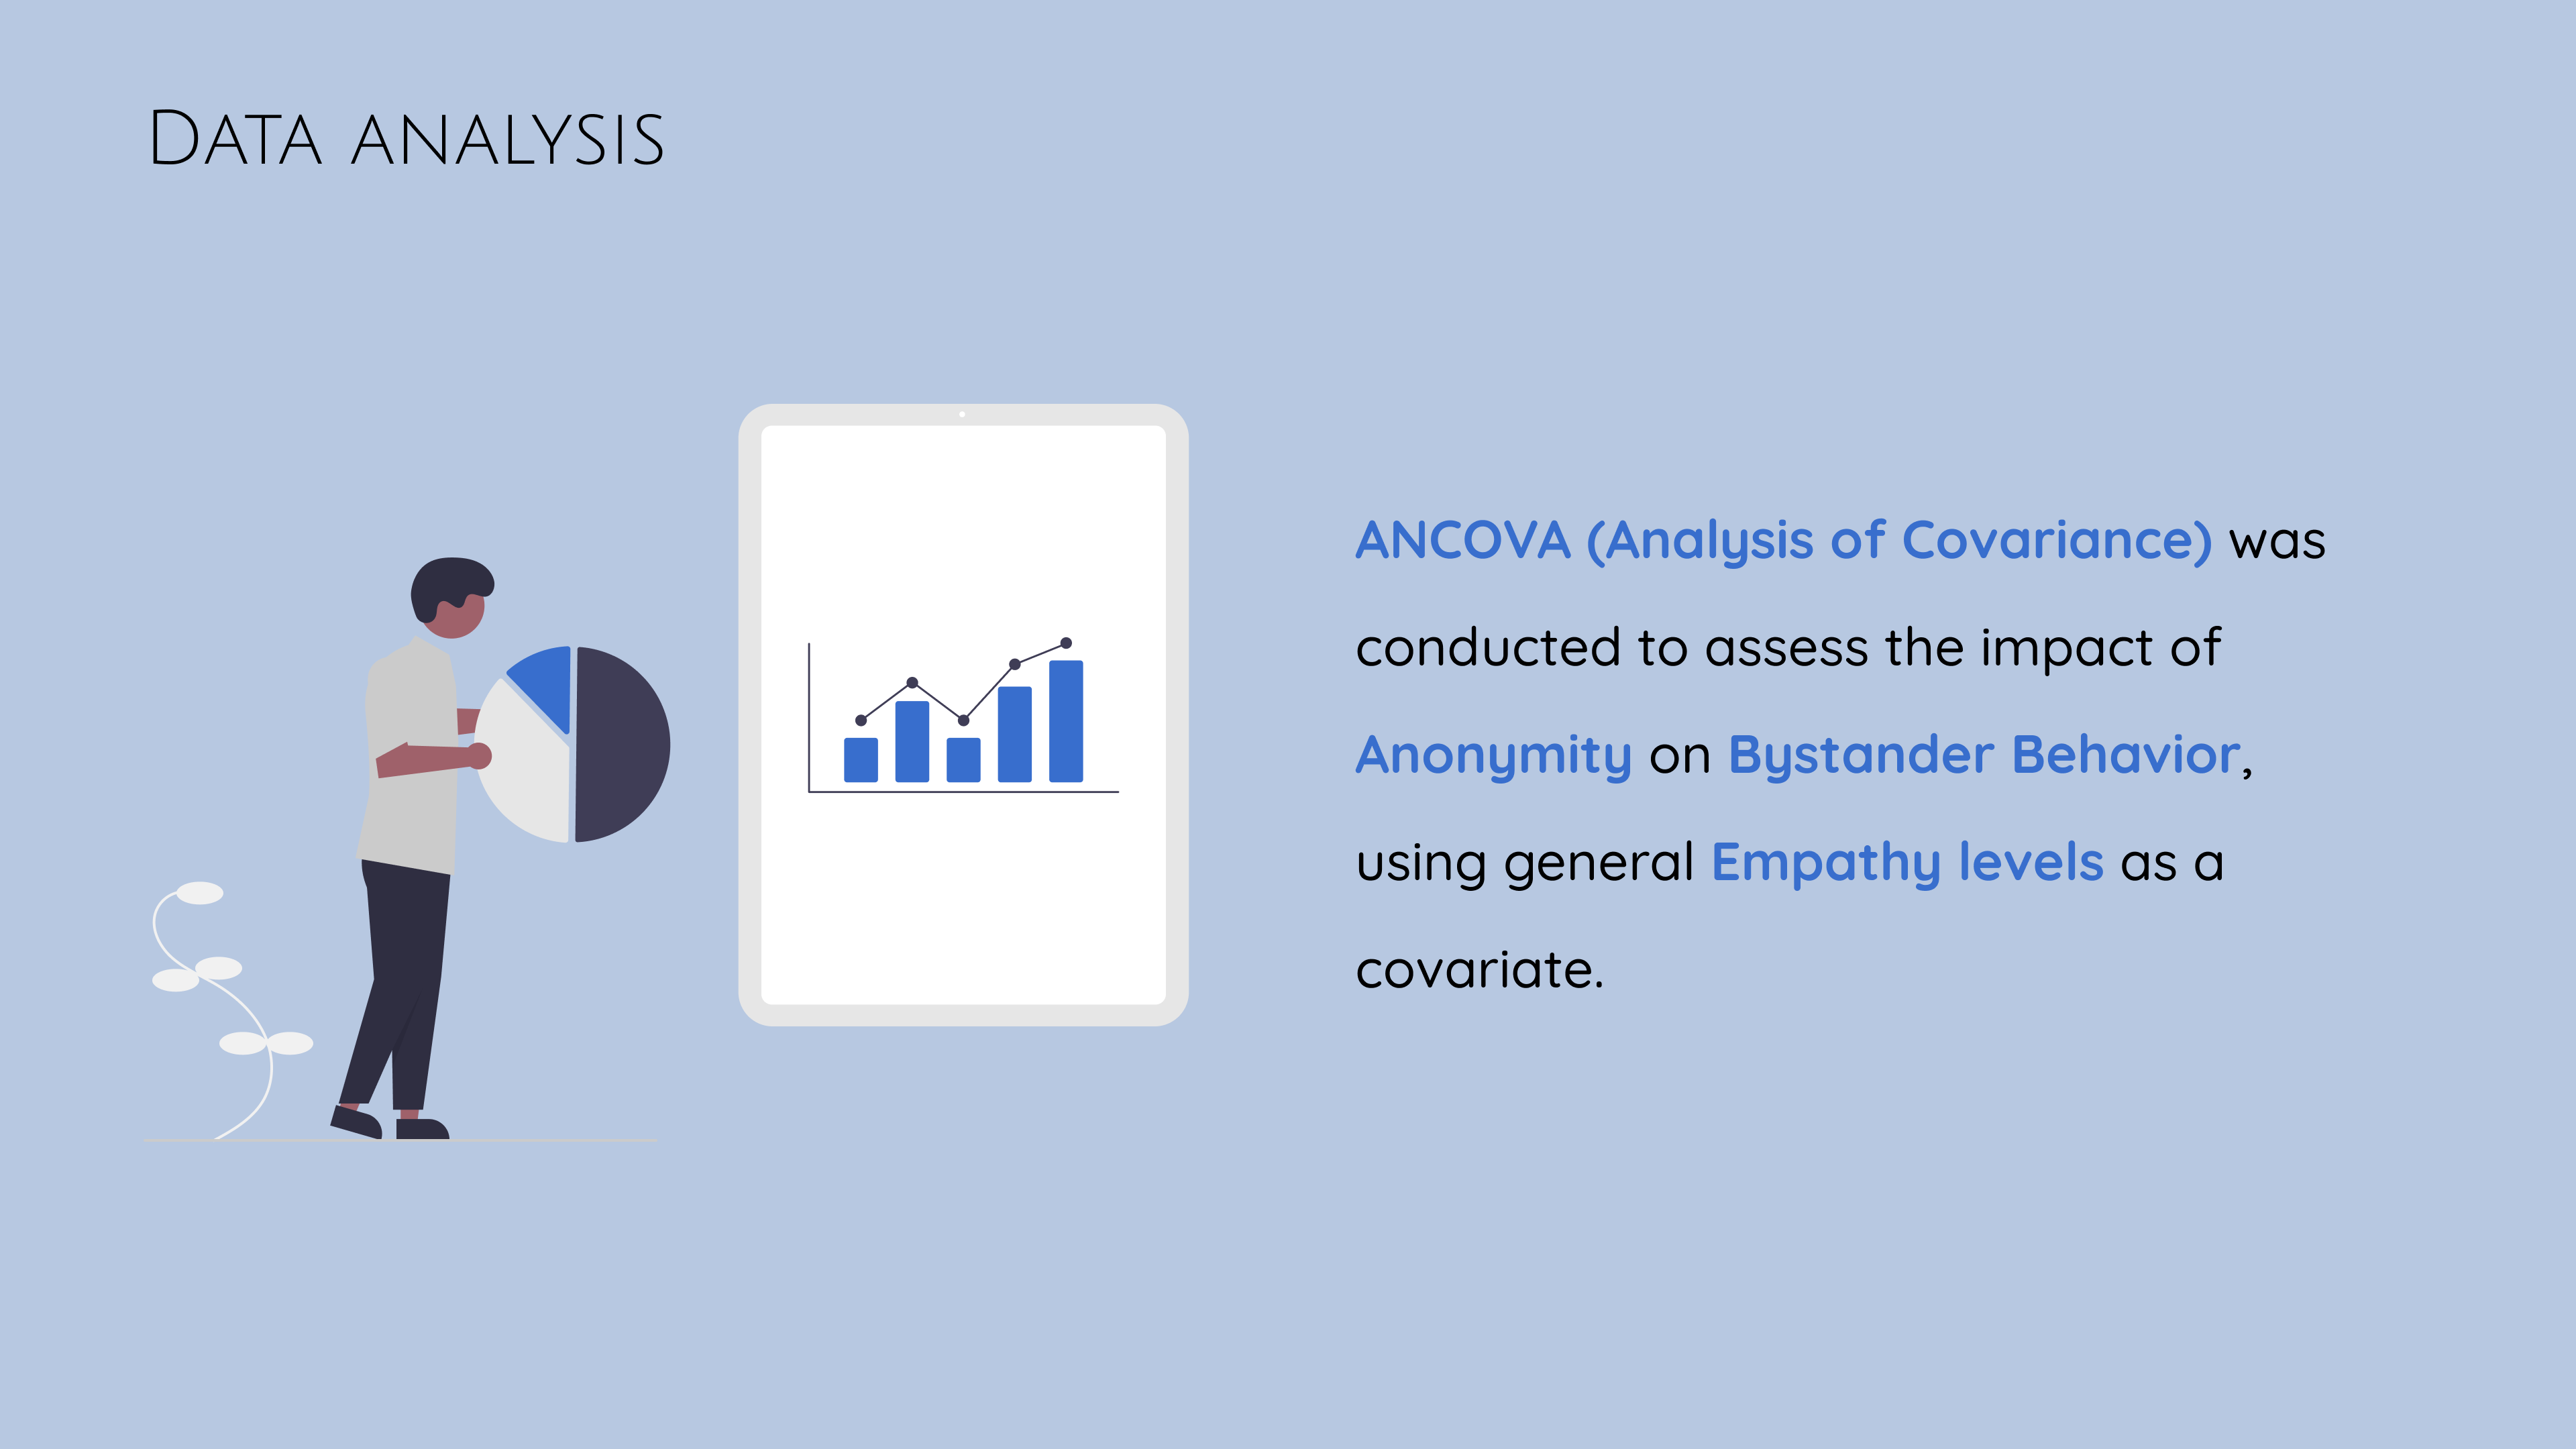 Data analysis
ANCOVA (Analysis of Covariance) was
conducted to assess the impact of
Anonymity on Bystander Behavior,
using general Empathy levels as a
covariate.